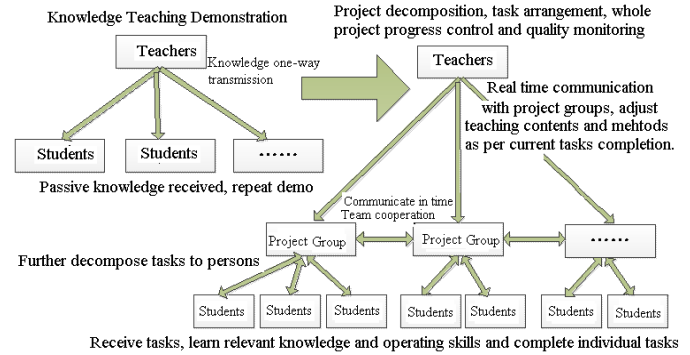 Knowledge Teaching Demonstration
Teachers
Knowledge one-way
transmission
Students
Students
······
Passive knowledge received, repeat demo
Project decomposition, task arrangement, whole
project progress control and quality monitoring
Teachers
Real time communication
with project groups, adjust
teaching contents and mehtods
as per current tasks completion.
Communicate in time
Team cooperation
Project Group
Project Group
······
Further decompose tasks to persons
Students
Students
Students
Students
Students
Students
Students
Receive tasks, learn relevant knowledge and operating skills and complete individual tasks